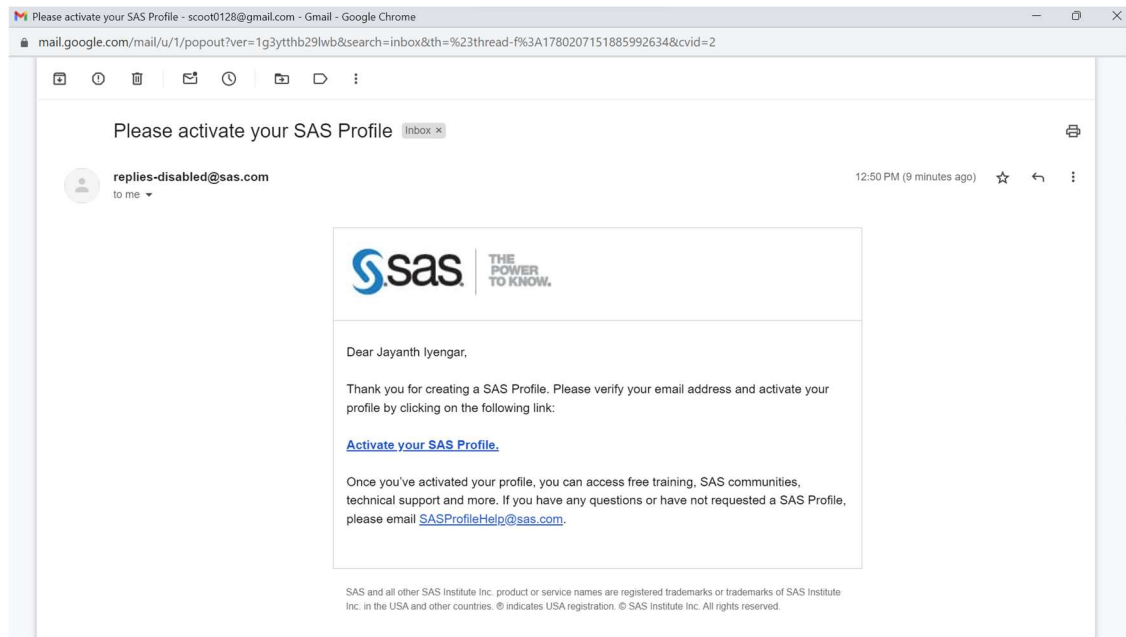 Please activate your SAS Profile - scoot0128@gmail.com - Gmail - Google Chrome
mail.google.com/mail/u/1/popout?ver=1g3ytthb29lwb&search=inbox&th=%23thread-f%3A1780207151885992634&cvid=2
Please activate your SAS Profile Inbox ×
replies-disabled@sas.com 12:50 PM (9 minutes ago)
to me
sas THE
POWER
TO KNOW.
Dear Jayanth Iyengar,
Thank you for creating a SAS Profile. Please verify your email address and activate your
profile by clicking on the following link:
Activate your SAS Profile.
Once you've activated your profile, you can access free training, SAS communities,
technical support and more. If you have any questions or have not requested a SAS Profile,
please email SASProfileHelp@sas.com.
SAS and all other SAS Institute Inc. product or service names are registered trademarks or trademarks of SAS Institute
Inc. in the USA and other countries. ® indicates USA registration. © SAS Institute Inc. All rights reserved.